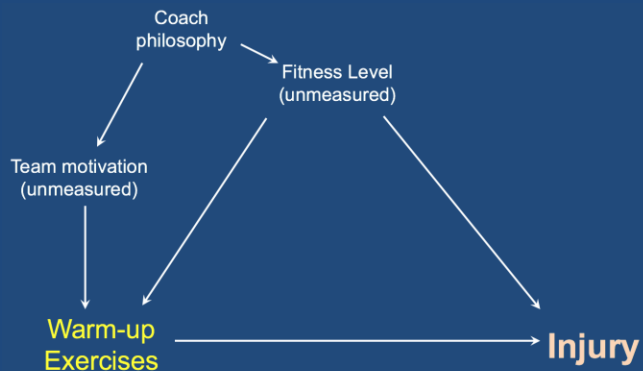 Coach
philosophy
Fitness Level
(unmeasured)
Team motivation
(unmeasured)
Warm-up
Exercises
Injury